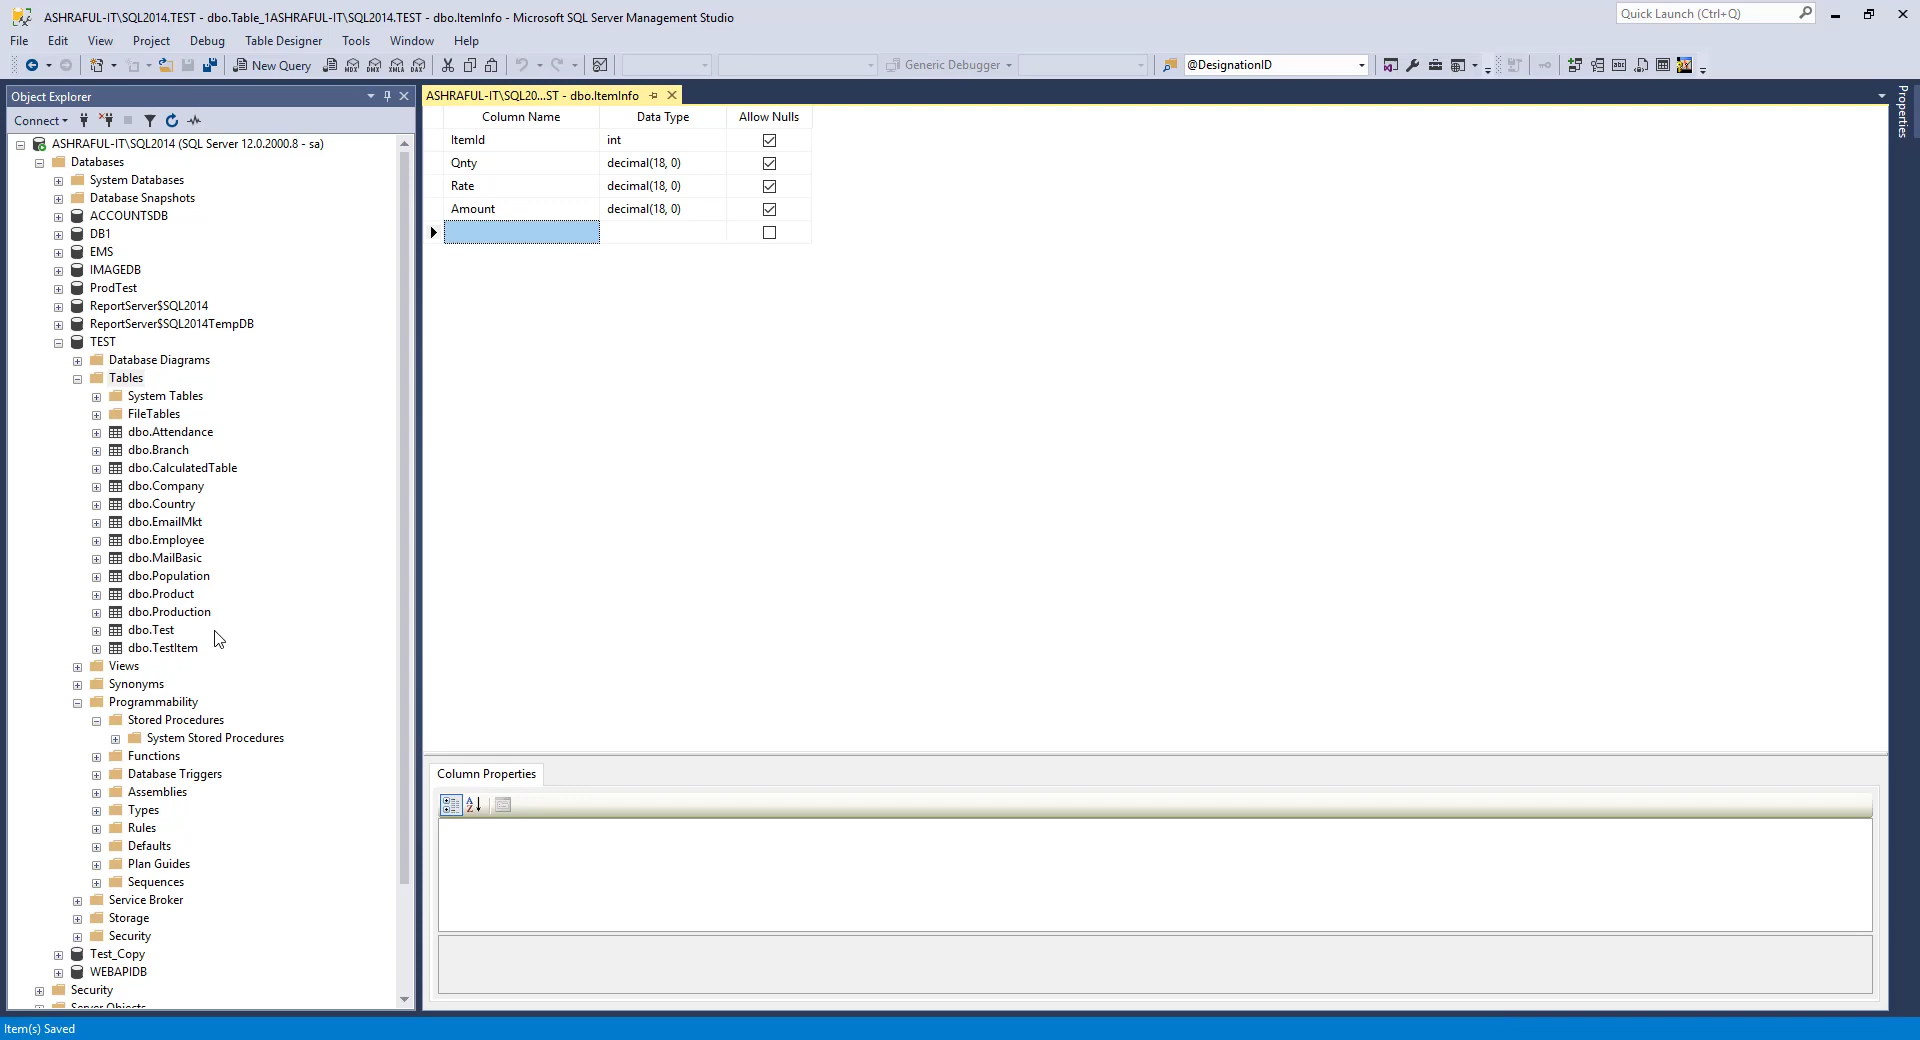 ASHRAFUL-IT\SQL2014.TEST - dbo.Table_1ASHRAFUL-IT\SQL2014.TEST - dbo.ItemInfo - Microsoft SQL Server Management Studio
Quick Launch (Ctrl+Q)
File Edit View Project Debug Table Designer Tools Window Help
New Query
MDX DMX XMLA DAX
Generic Debugger
@DesignationID
Object Explorer
Connect
ASHRAFUL-IT\SQL2014 (SQL Server 12.0.2000.8 - sa)
Databases
System Databases
Database Snapshots
ACCOUNTSDB
DB1
EMS
IMAGEDB
ProdTest
ReportServer$SQL2014
ReportServer$SQL2014TempDB
TEST
Database Diagrams
Tables
System Tables
FileTables
dbo.Attendance
dbo.Branch
dbo.CalculatedTable
dbo.Company
dbo.Country
dbo.EmailMkt
dbo.Employee
dbo.MailBasic
dbo.Population
dbo.Product
dbo.Production
dbo.Test
dbo.TestItem
Views
Synonyms
Programmability
Stored Procedures
System Stored Procedures
Functions
Database Triggers
Assemblies
Types
Rules
Defaults
Plan Guides
Sequences
Service Broker
Storage
Security
Test_Copy
WEBAPIDB
Security
Server Objects
ASHRAFUL-IT\SQL20...ST - dbo.ItemInfo
Column Name Data Type Allow Nulls
ItemId int
Qnty decimal(18, 0)
Rate decimal(18, 0)
Amount decimal(18, 0)
Column Properties
Properties
Item(s) Saved